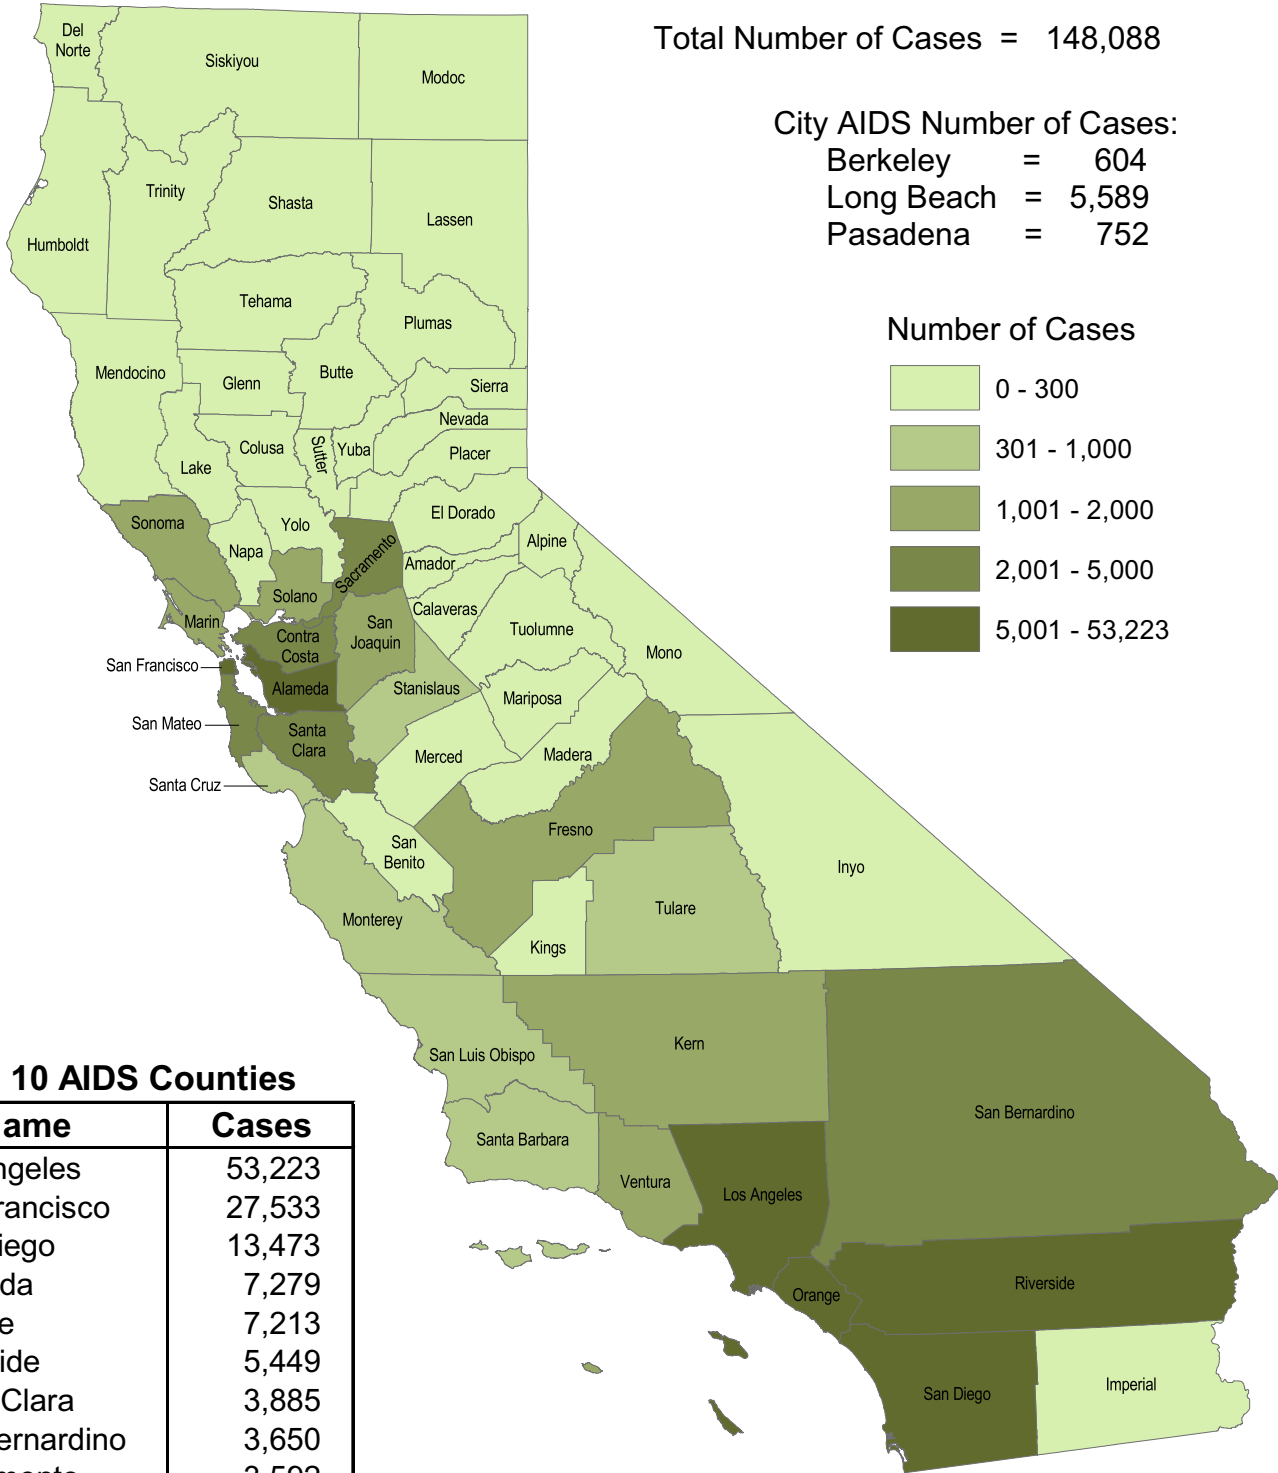 Total Number of Cases = 148,088
City AIDS Number of Cases:
Berkeley = 604
Long Beach = 5,589
Pasadena = 752
Number of Cases
0 - 300
301 - 1,000
1,001 - 2,000
2,001 - 5,000
5,001 - 53,223
Del
Norte
Siskiyou
Modoc
Trinity
Shasta
Lassen
Humboldt
Tehama
Plumas
Mendocino
Glenn
Butte
Sierra
Nevada
Colusa
Sutter
Yuba
Placer
Lake
Sonoma
Yolo
El Dorado
Napa
Sacramento
Alpine
Amador
Solano
Calaveras
Marin
San
Joaquin
Tuolumne
Contra
Costa
Mono
San Francisco
Alameda
Stanislaus
Mariposa
San Mateo
Santa
Clara
Merced
Madera
Santa Cruz
Fresno
San
Benito
Inyo
Tulare
Monterey
Kings
Kern
San Luis Obispo
San Bernardino
Santa Barbara
Ventura
Los Angeles
Riverside
Orange
San Diego
Imperial
10 AIDS Counties
ame Cases
ngeles 53,223
rancisco 27,533
iego 13,473
da 7,279
e 7,213
ide 5,449
Clara 3,885
ernardino 3,650